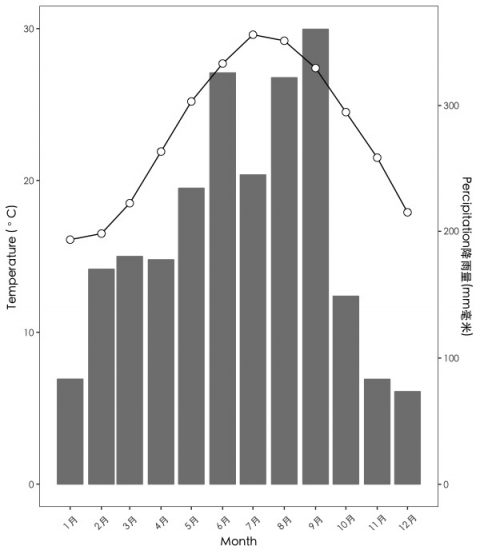 30
20
10
0
Temperature (°C)
300
200
100
0
Percipitation降雨量(mm毫米)
1月
2月
3月
4月
5月
6月
7月
8月
9月
10月
11月
12月
Month